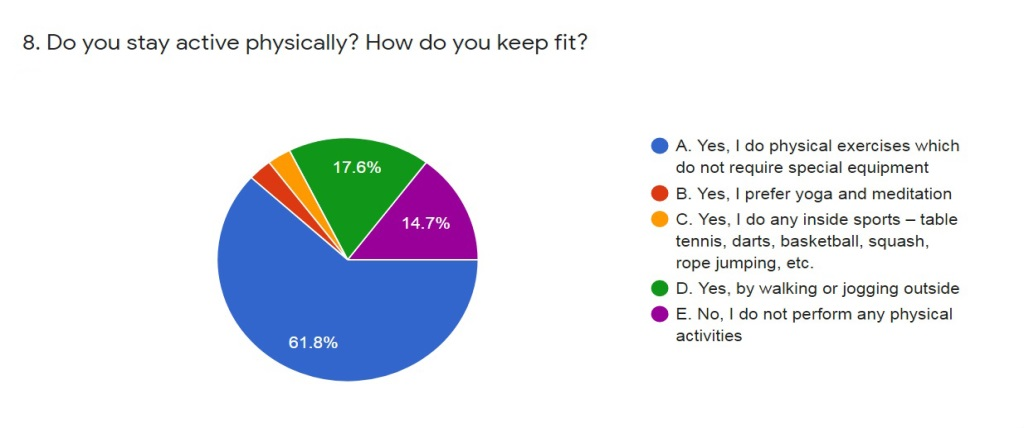 8. Do you stay active physically? How do you keep fit?
17.6%
14.7%
61.8%
A. Yes, I do physical exercises which
do not require special equipment
B. Yes, I prefer yoga and meditation
C. Yes, I do any inside sports – table
tennis, darts, basketball, squash,
rope jumping, etc.
D. Yes, by walking or jogging outside
E. No, I do not perform any physical
activities